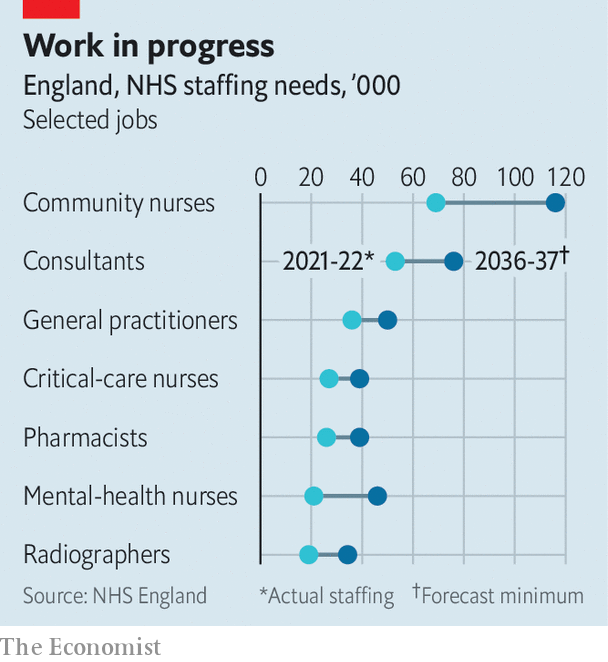 Work in progress
England, NHS staffing needs, ’000
Selected jobs
0 20 40 60 80 100 120
Community nurses
Consultants 2021-22* 2036-37†
General practitioners
Critical-care nurses
Pharmacists
Mental-health nurses
Radiographers
Source: NHS England *Actual staffing †Forecast minimum
The Economist